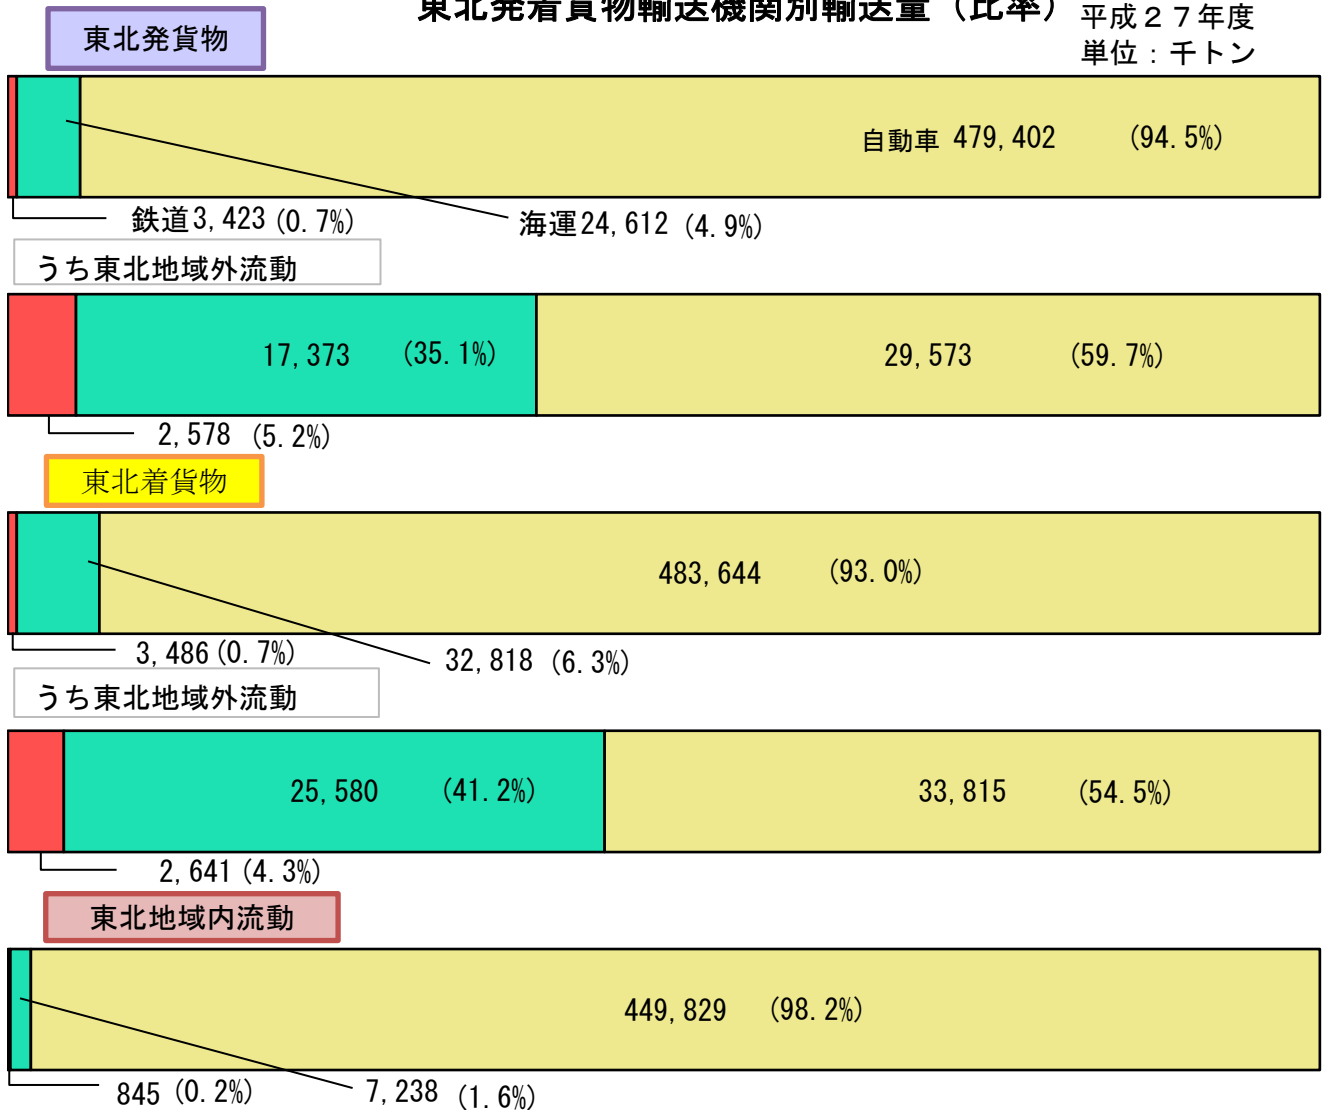 東北発着貨物輸送機関別輸送量（比率）
平成２７年度
単位：千トン
東北発貨物
自動車 479,402 (94.5%)
鉄道3,423 (0.7%)
海運24,612 (4.9%)
うち東北地域外流動
17,373 (35.1%)
29,573 (59.7%)
2,578 (5.2%)
東北着貨物
483,644 (93.0%)
3,486 (0.7%)
32,818 (6.3%)
うち東北地域外流動
25,580 (41.2%)
33,815 (54.5%)
2,641 (4.3%)
東北地域内流動
449,829 (98.2%)
845 (0.2%)
7,238 (1.6%)